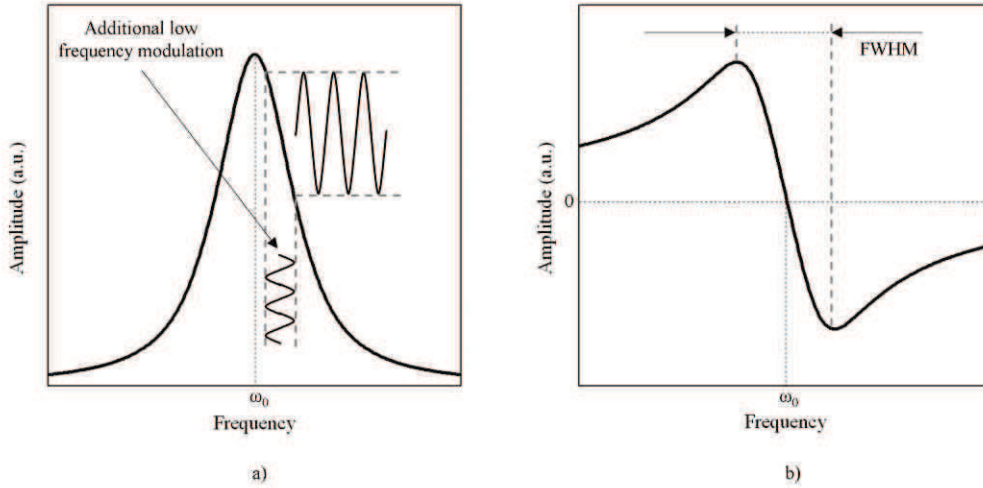 Additional low
frequency modulation
Amplitude (a.u.)
ω₀
Frequency
a)
FWHM
Amplitude (a.u.)
0
ω₀
Frequency
b)